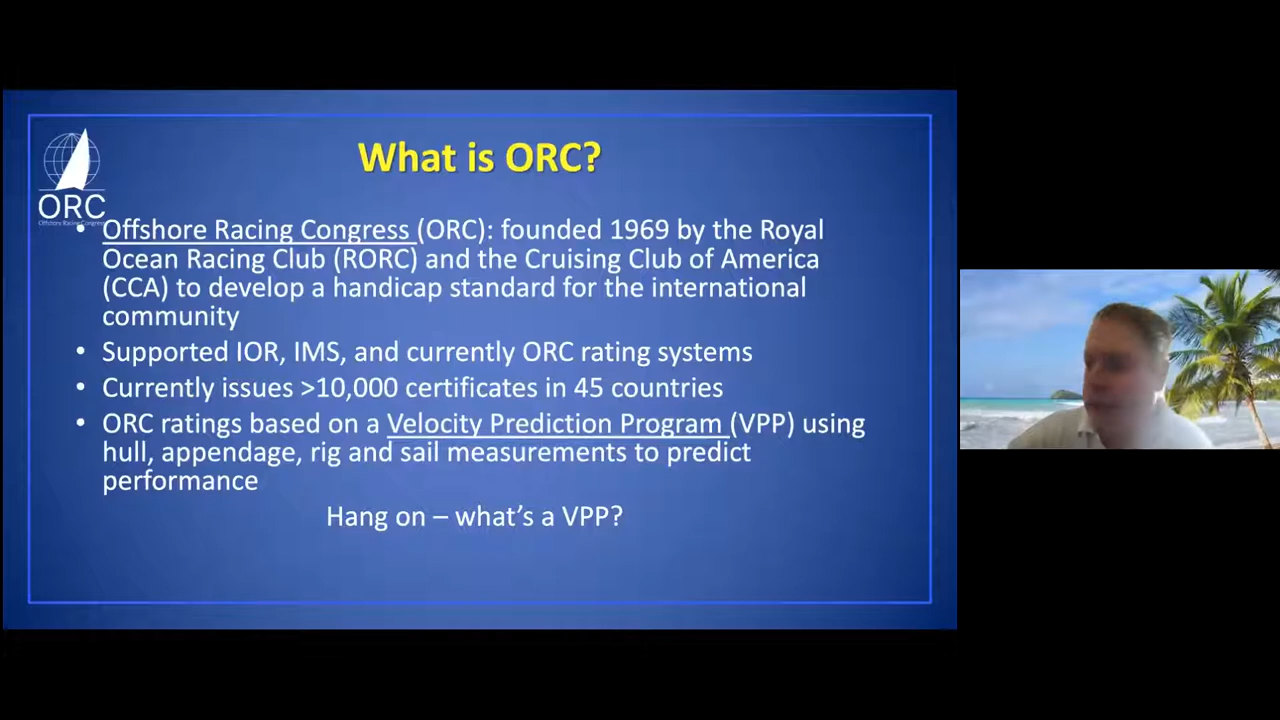 What is ORC?
ORC
Offshore Racing Congress
• Offshore Racing Congress (ORC): founded 1969 by the Royal
Ocean Racing Club (RORC) and the Cruising Club of America
(CCA) to develop a handicap standard for the international
community
• Supported IOR, IMS, and currently ORC rating systems
• Currently issues >10,000 certificates in 45 countries
• ORC ratings based on a Velocity Prediction Program (VPP) using
hull, appendage, rig and sail measurements to predict
performance
Hang on – what's a VPP?